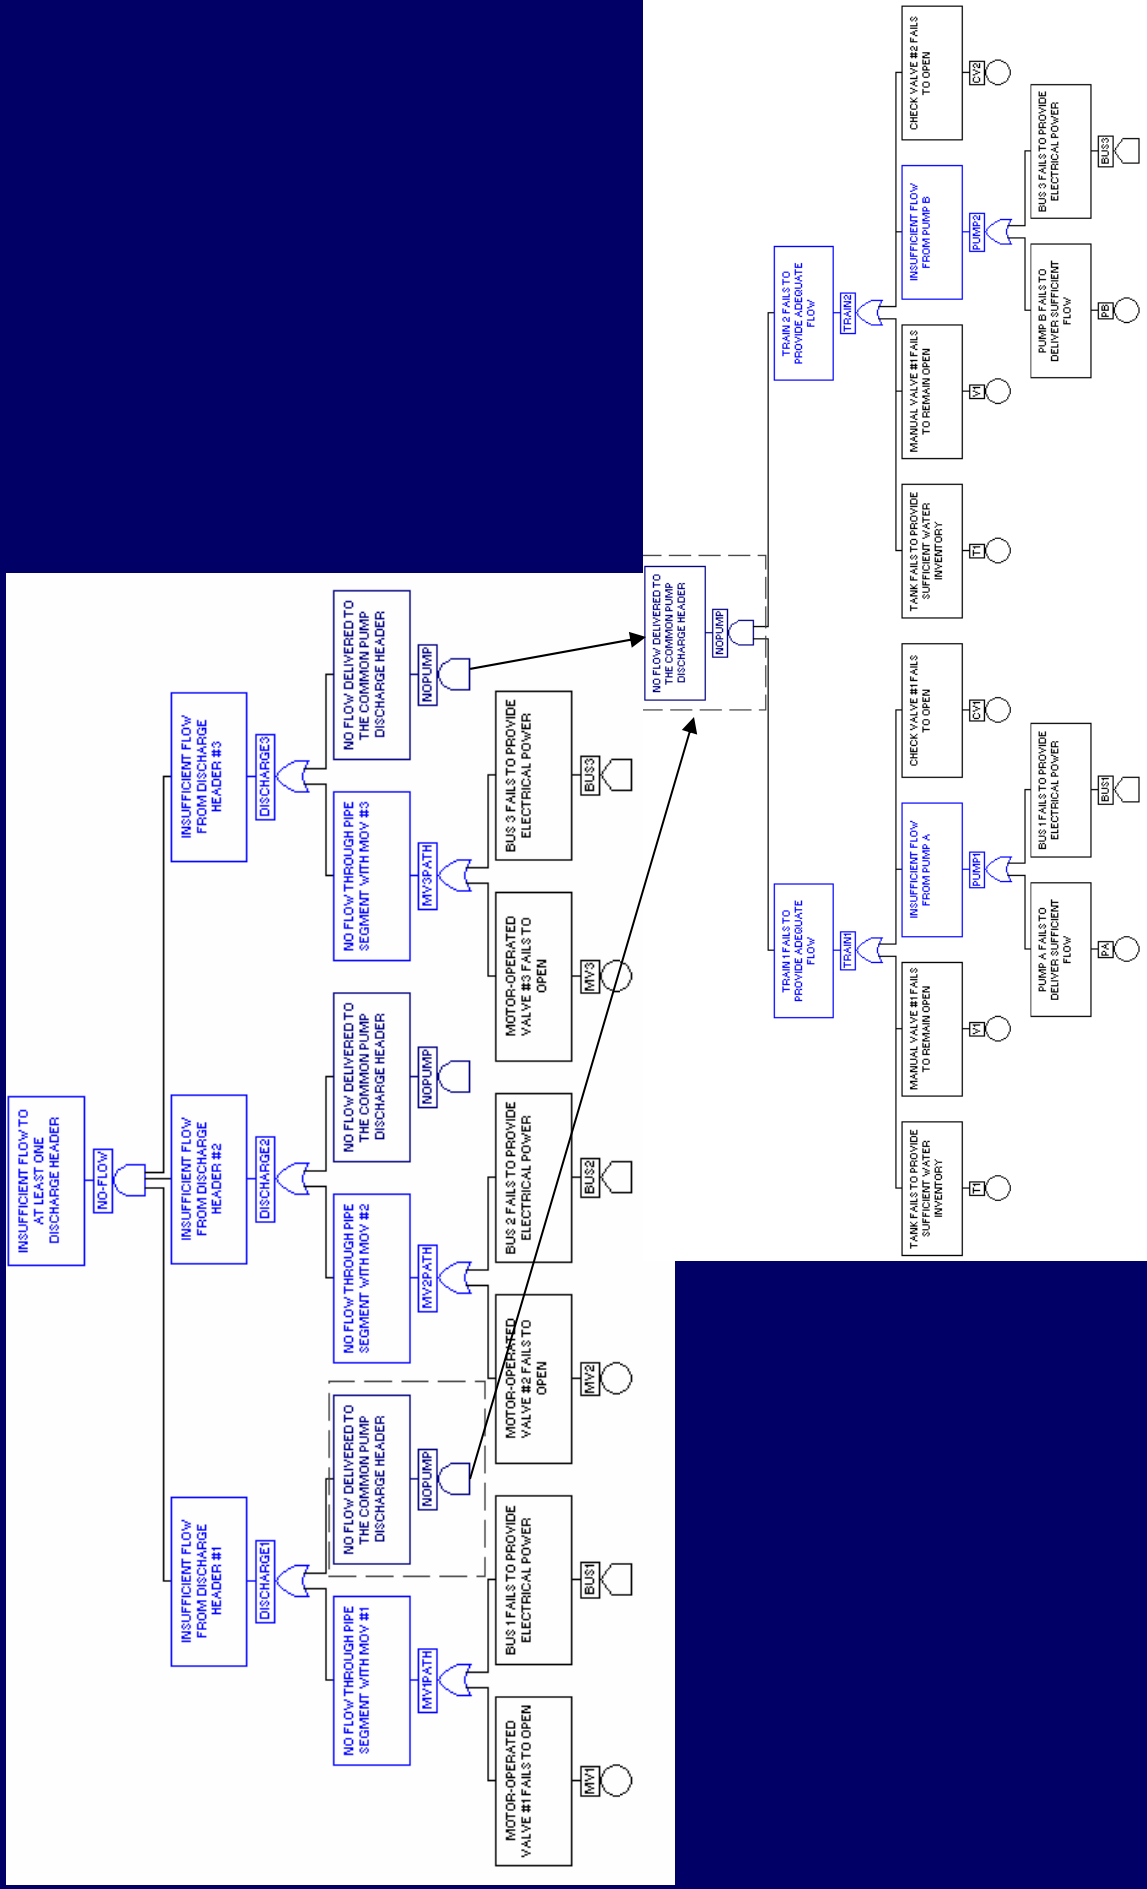 INSUFFICIENT FLOW TO
AT LEAST ONE
DISCHARGE HEADER
NO-FLOW
INSUFFICIENT FLOW
FROM DISCHARGE
HEADER #1
DISCHARGE1
INSUFFICIENT FLOW
FROM DISCHARGE
HEADER #2
DISCHARGE2
INSUFFICIENT FLOW
FROM DISCHARGE
HEADER #3
DISCHARGE3
NO FLOW THROUGH PIPE
SEGMENT WITH MOV #1
MV1PATH
NO FLOW DELIVERED TO
THE COMMON PUMP
DISCHARGE HEADER
NOPUMP
NO FLOW THROUGH PIPE
SEGMENT WITH MOV #2
MV2PATH
NO FLOW DELIVERED TO
THE COMMON PUMP
DISCHARGE HEADER
NOPUMP
NO FLOW THROUGH PIPE
SEGMENT WITH MOV #3
MV3PATH
NO FLOW DELIVERED TO
THE COMMON PUMP
DISCHARGE HEADER
NOPUMP
MOTOR-OPERATED
VALVE #1 FAILS TO OPEN
MV1
BUS 1 FAILS TO PROVIDE
ELECTRICAL POWER
BUS1
MOTOR-OPERATED
VALVE #2 FAILS TO
OPEN
MV2
BUS 2 FAILS TO PROVIDE
ELECTRICAL POWER
BUS2
MOTOR-OPERATED
VALVE #3 FAILS TO
OPEN
MV3
BUS 3 FAILS TO PROVIDE
ELECTRICAL POWER
BUS3
NO FLOW DELIVERED TO
THE COMMON PUMP
DISCHARGE HEADER
NOPUMP
TRAIN 1 FAILS TO
PROVIDE ADEQUATE
FLOW
TRAIN1
TRAIN 2 FAILS TO
PROVIDE ADEQUATE
FLOW
TRAIN2
TANK FAILS TO PROVIDE
SUFFICIENT WATER
INVENTORY
T1
MANUAL VALVE #1 FAILS
TO REMAIN OPEN
V1
INSUFFICIENT FLOW
FROM PUMP A
PUMP1
CHECK VALVE #1 FAILS
TO OPEN
CV1
TANK FAILS TO PROVIDE
SUFFICIENT WATER
INVENTORY
T1
MANUAL VALVE #1 FAILS
TO REMAIN OPEN
V1
INSUFFICIENT FLOW
FROM PUMP B
PUMP2
CHECK VALVE #2 FAILS
TO OPEN
CV2
PUMP A FAILS TO
DELIVER SUFFICIENT
FLOW
PA
BUS 1 FAILS TO PROVIDE
ELECTRICAL POWER
BUS1
PUMP B FAILS TO
DELIVER SUFFICIENT
FLOW
PB
BUS 3 FAILS TO PROVIDE
ELECTRICAL POWER
BUS3